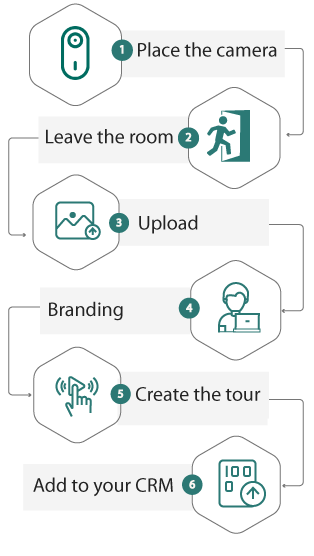 1 Place the camera
Leave the room 2
3 Upload
Branding 4
5 Create the tour
Add to your CRM 6